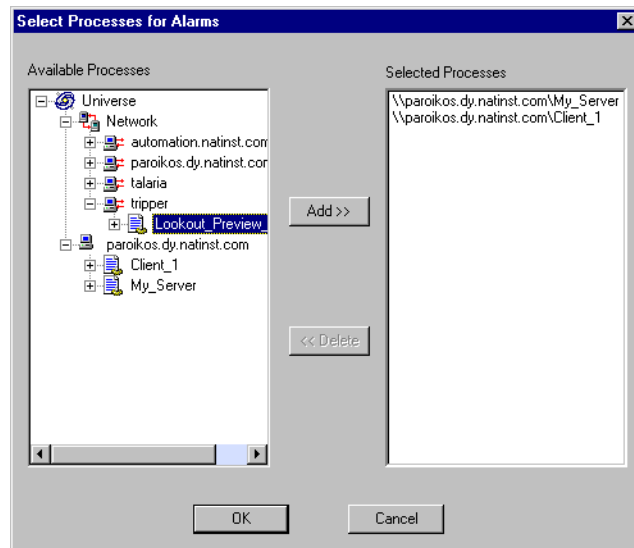 Select Processes for Alarms
Available Processes
Universe
Network
automation.natinst.com
paroikos.dy.natinst.cor
talaria
tripper
Lookout_Preview_
paroikos.dy.natinst.com
Client_1
My_Server
Add >>
<< Delete
Selected Processes
\\paroikos.dy.natinst.com\My_Server
\\paroikos.dy.natinst.com\Client_1
OK
Cancel